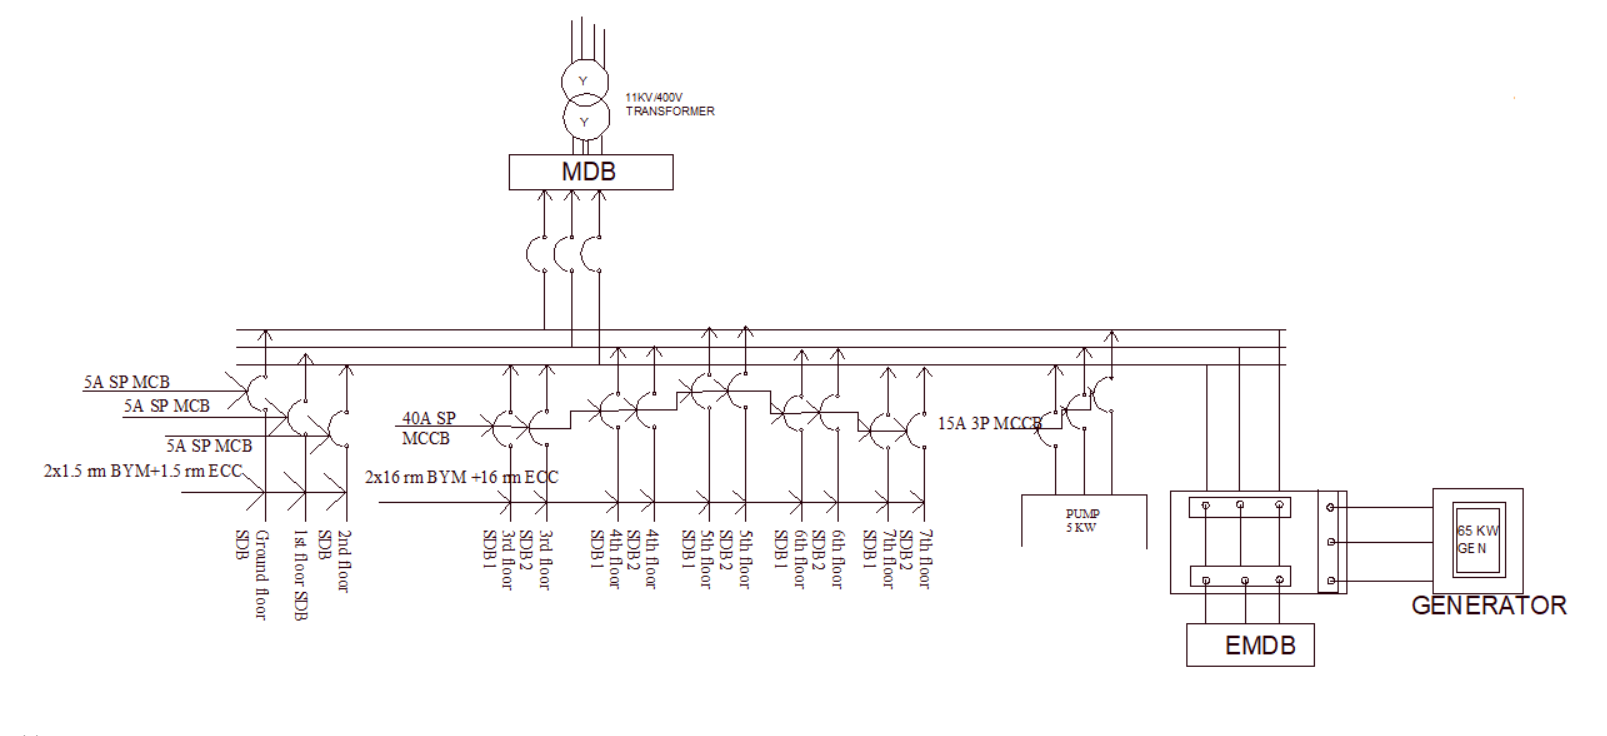 Y
11KV/400V
TRANSFORMER
Y
MDB
5A SP MCB
5A SP MCB
5A SP MCB
40A SP
MCCB
15A 3P MCCB
2x1.5 rm BYM+1.5 rm ECC
2x16 rm BYM +16 rm ECC
Ground floor
SDB
1st floor SDB
2nd floor
SDB
3rd floor
SDB1
3rd floor
SDB2
4th floor
SDB1
4th floor
SDB2
5th floor
SDB1
5th floor
SDB2
6th floor
SDB1
6th floor
SDB2
7th floor
SDB1
7th floor
SDB2
PUMP
5 KW
65 KW
GEN
GENERATOR
EMDB